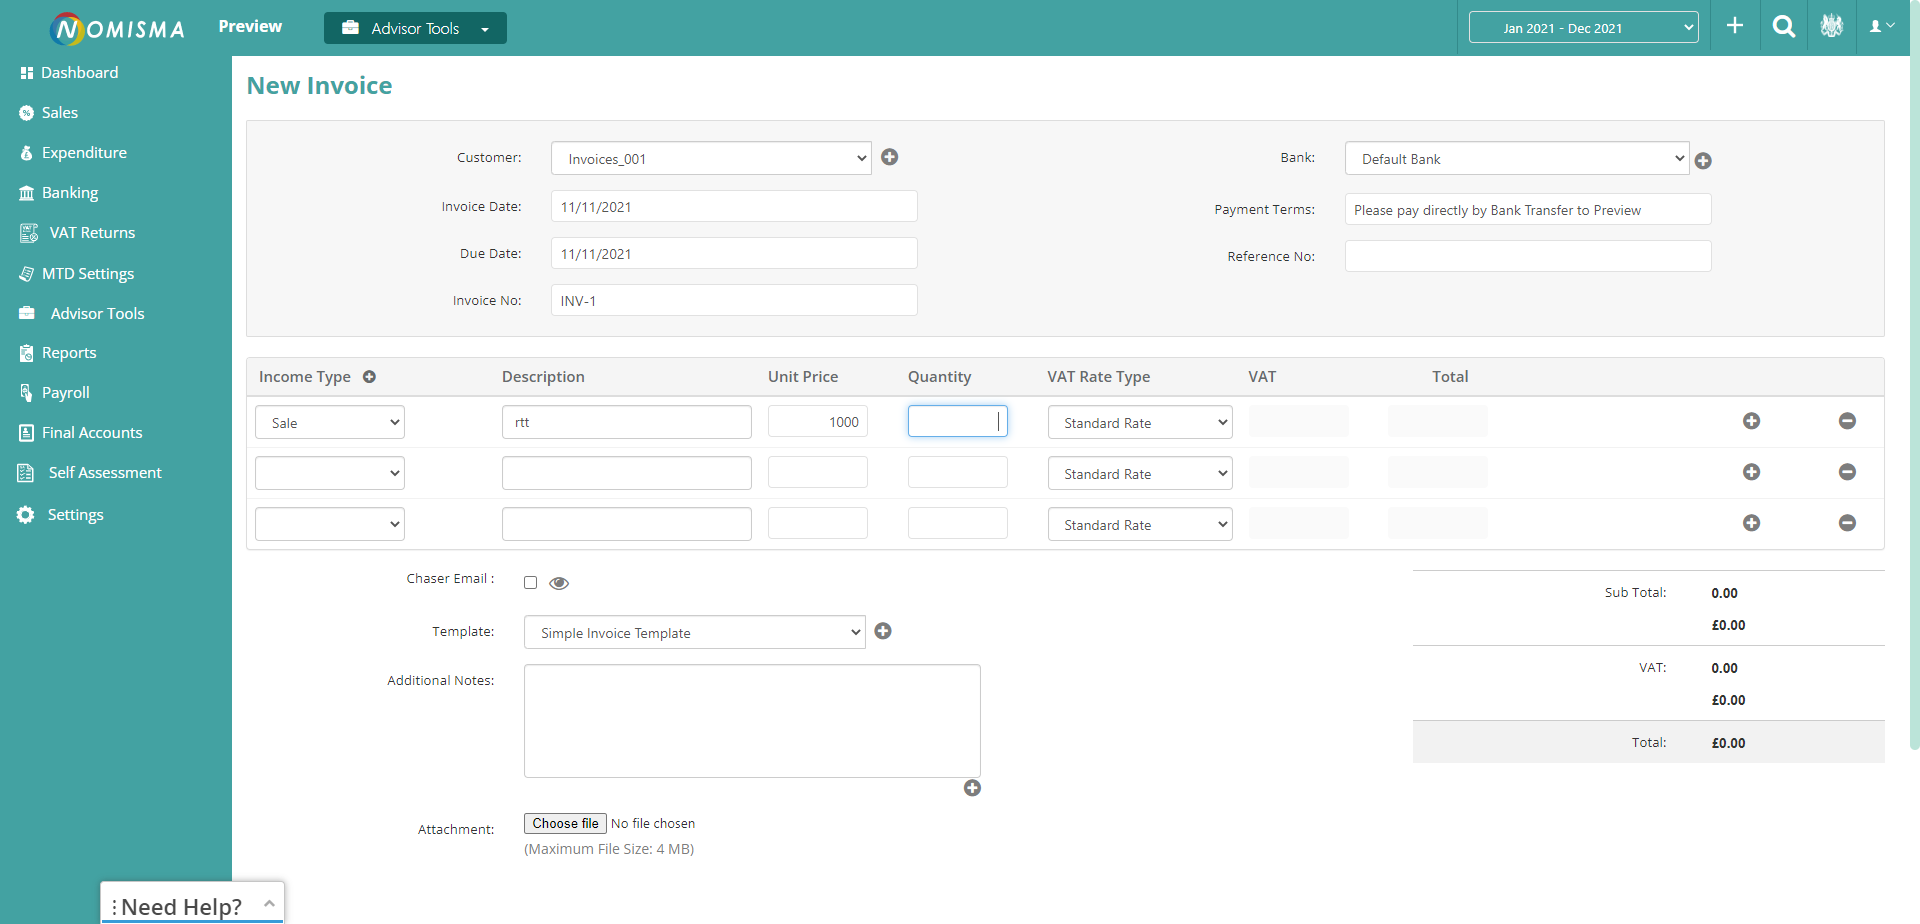 NOMISMA Preview Advisor Tools Jan 2021 - Dec 2021
Dashboard
Sales
Expenditure
Banking
VAT Returns
MTD Settings
Advisor Tools
Reports
Payroll
Final Accounts
Self Assessment
Settings
New Invoice
Customer: Invoices_001
Invoice Date: 11/11/2021
Due Date: 11/11/2021
Invoice No: INV-1
Bank: Default Bank
Payment Terms: Please pay directly by Bank Transfer to Preview
Reference No:
Income Type Description Unit Price Quantity VAT Rate Type VAT Total
Sale rtt 1000 Standard Rate
Standard Rate
Standard Rate
Chaser Email :
Template: Simple Invoice Template
Additional Notes:
Attachment: Choose file No file chosen
(Maximum File Size: 4 MB)
Sub Total: 0.00
£0.00
VAT: 0.00
£0.00
Total: £0.00
Need Help?